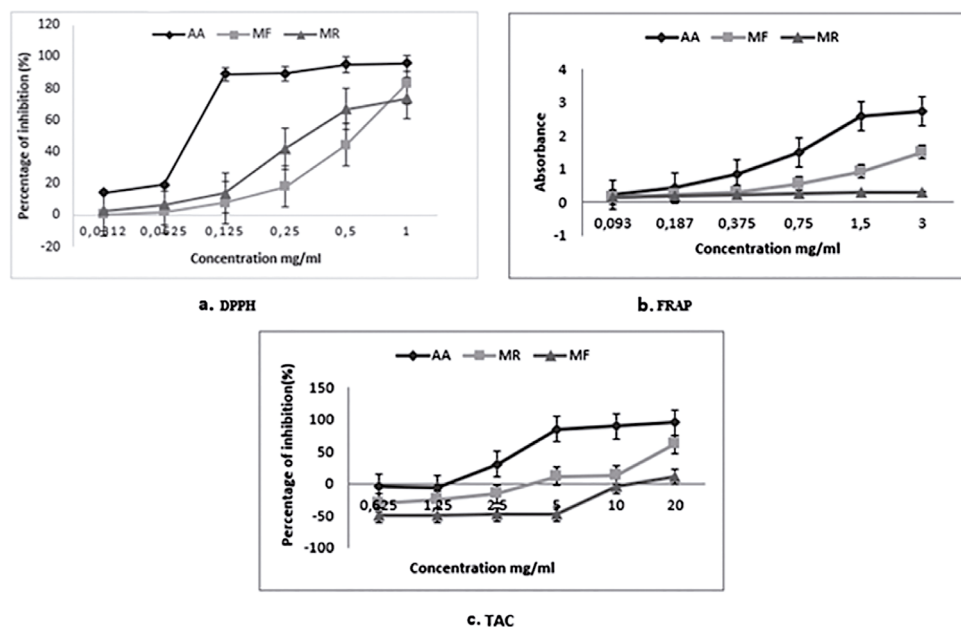 120
100
80
60
40
20
0
-20
Percentage of inhibition (%)
AA MF MR
0,0312 0,0625 0,125 0,25 0,5 1
Concentration mg/ml
a. DPPH
4
3
2
1
0
-1
Absorbance
AA MF MR
0,093 0,187 0,375 0,75 1,5 3
Concentration mg/ml
b. FRAP
150
100
50
0
-50
-100
Percentage of inhibition(%)
AA MR MF
0,625 1,25 2,5 5 10 20
Concentration mg/ml
c. TAC